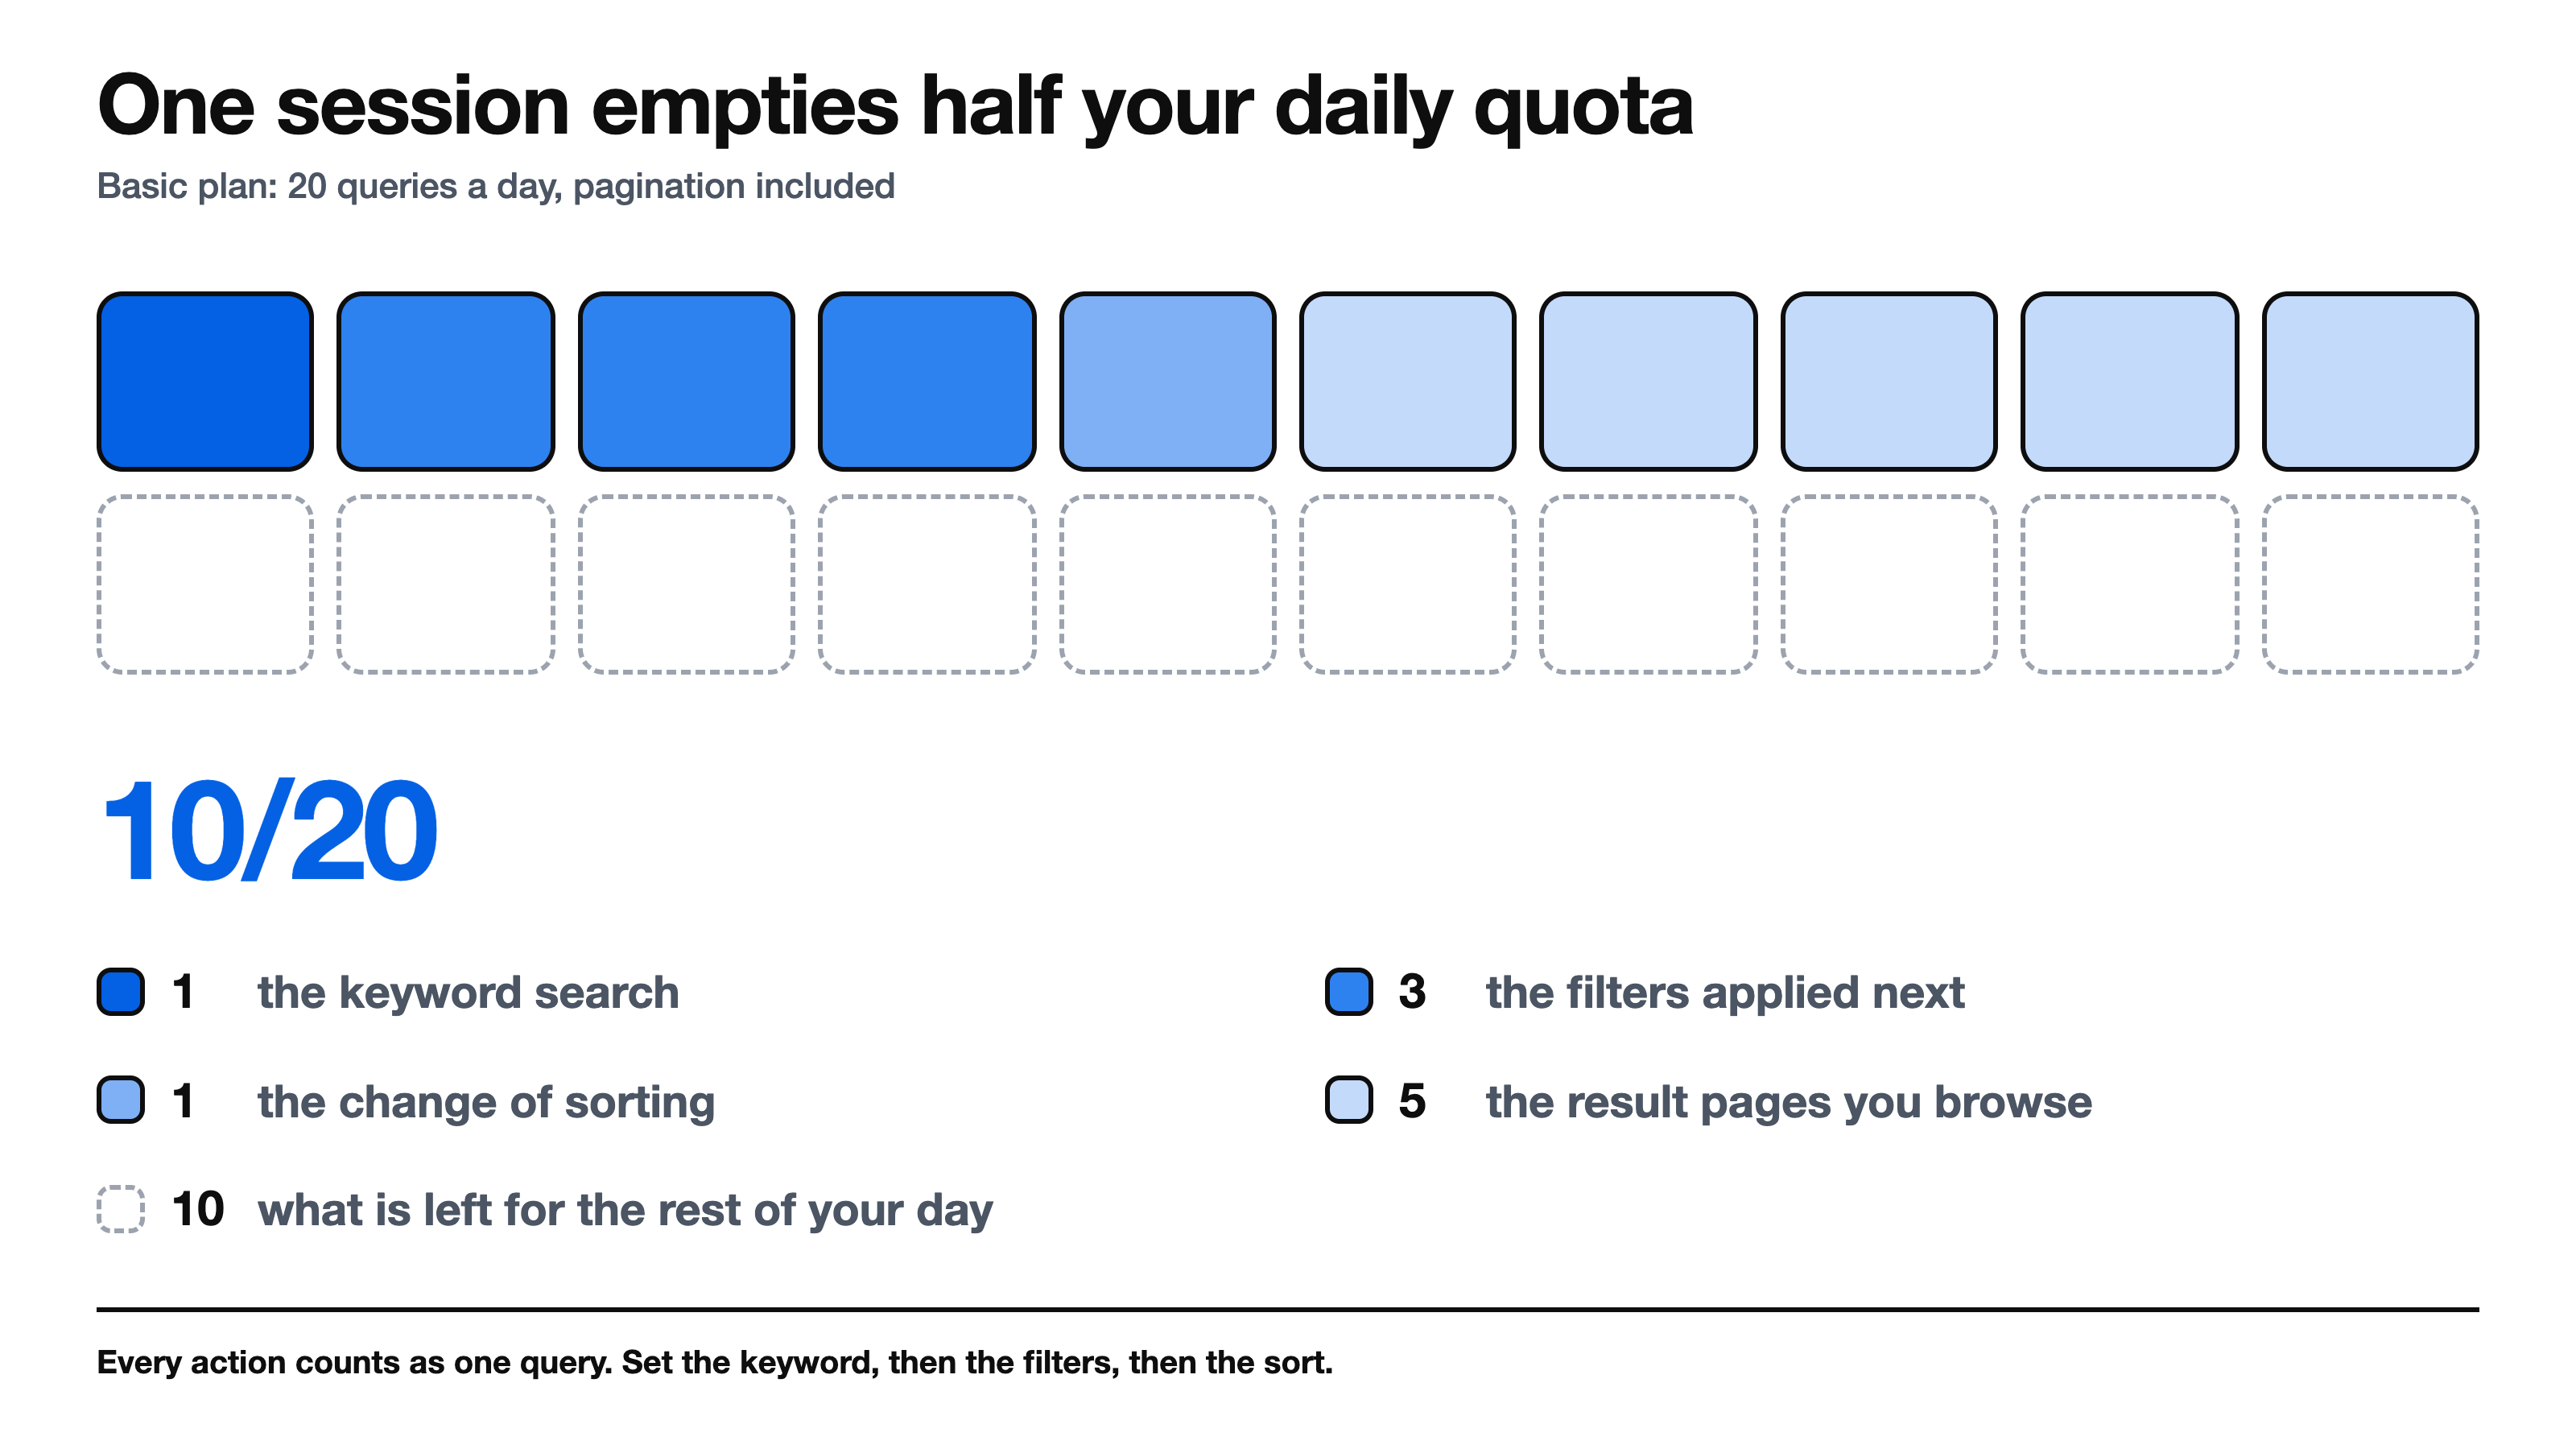 One session empties half your daily quota
Basic plan: 20 queries a day, pagination included
10/20
1 the keyword search
3 the filters applied next
1 the change of sorting
5 the result pages you browse
10 what is left for the rest of your day
Every action counts as one query. Set the keyword, then the filters, then the sort.